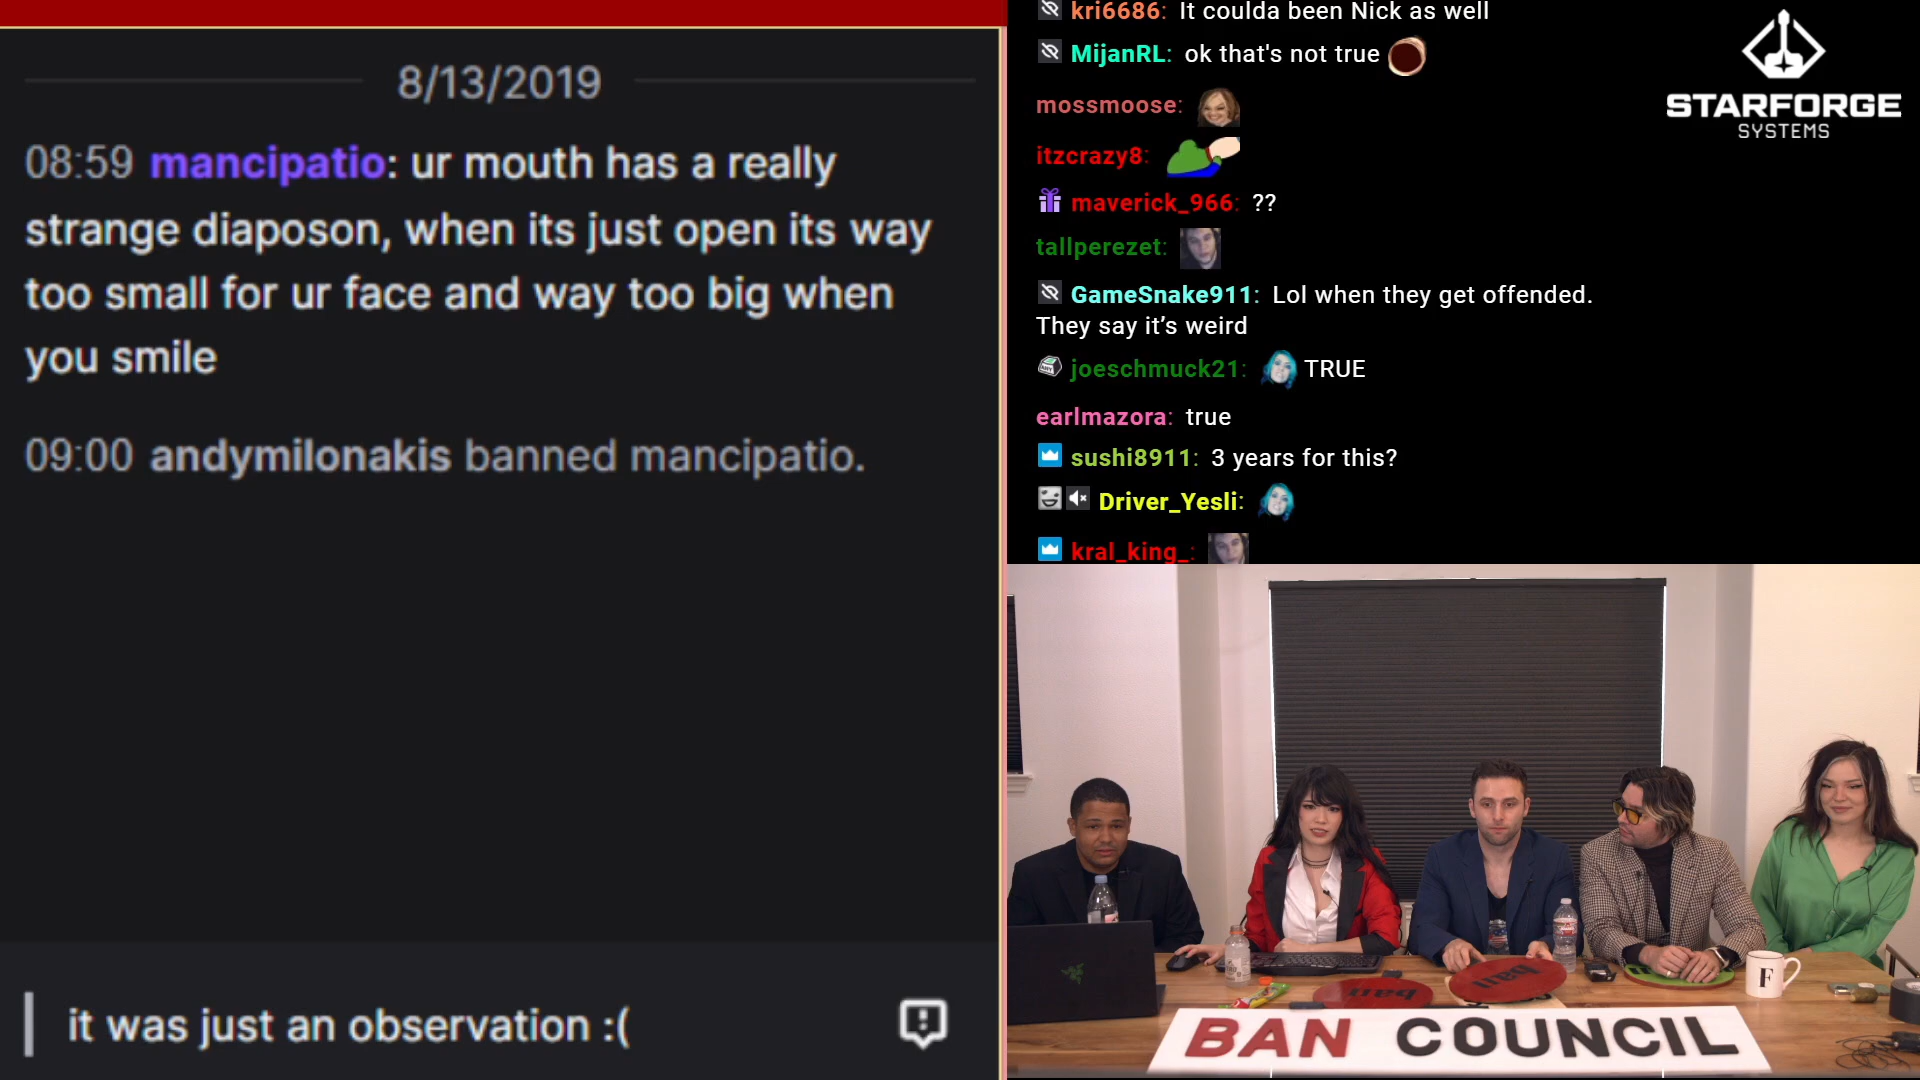 8/13/2019
08:59 mancipatio: ur mouth has a really
strange diaposon, when its just open its way
too small for ur face and way too big when
you smile
09:00 andymilonakis banned mancipatio.
it was just an observation :(
kri6686: It coulda been Nick as well
MijanRL: ok that's not true
mossmoose:
itzcrazy8:
maverick_966: ??
tallperezet:
GameSnake911: Lol when they get offended.
They say it’s weird
joeschmuck21: TRUE
earlmazora: true
sushi8911: 3 years for this?
Driver_Yesli:
kral_king_:
STARFORGE
SYSTEMS
ban
ban
F
BAN COUNCIL